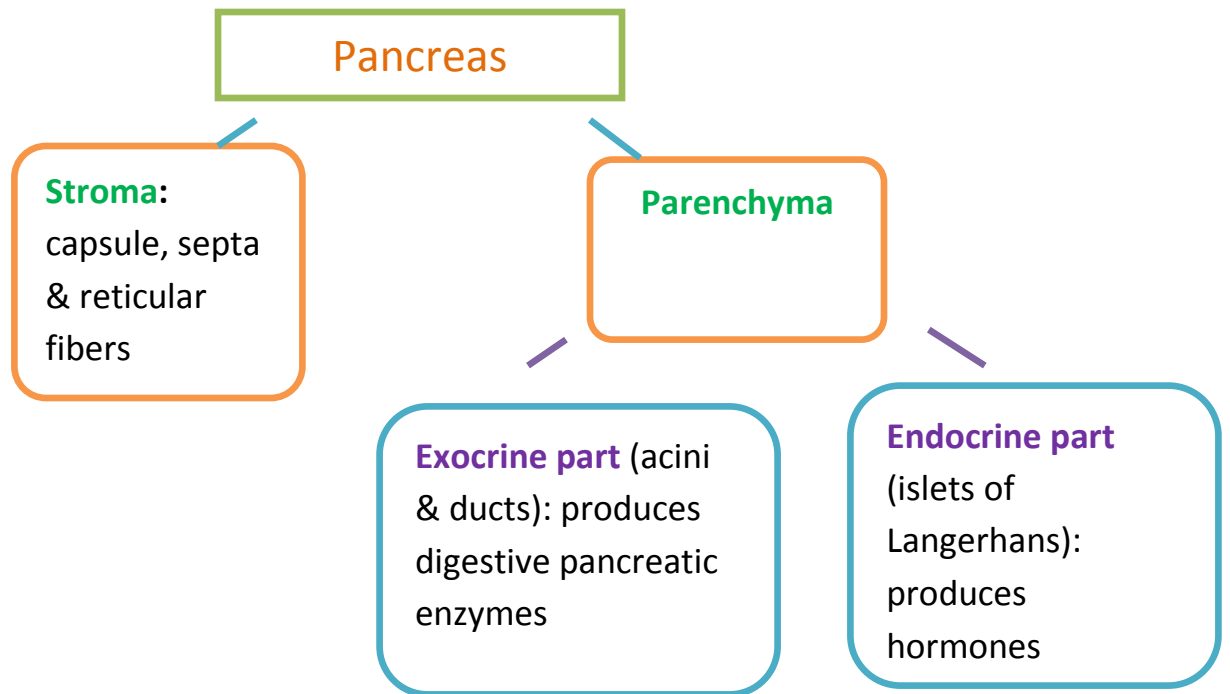 Pancreas
Stroma:
capsule, septa
& reticular
fibers
Parenchyma
Exocrine part (acini
& ducts): produces
digestive pancreatic
enzymes
Endocrine part
(islets of
Langerhans):
produces
hormones